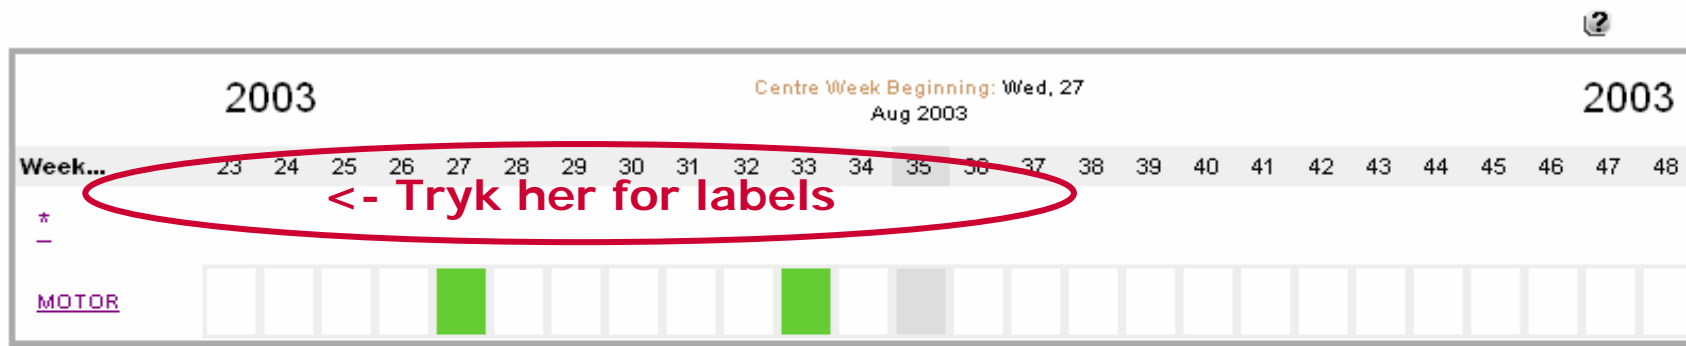 ?
2003 Centre Week Beginning: Wed, 27 2003
Aug 2003
Week... 23 24 25 26 27 28 29 30 31 32 33 34 35 36 37 38 39 40 41 42 43 44 45 46 47 48
<- Tryk her for labels
*
MOTOR